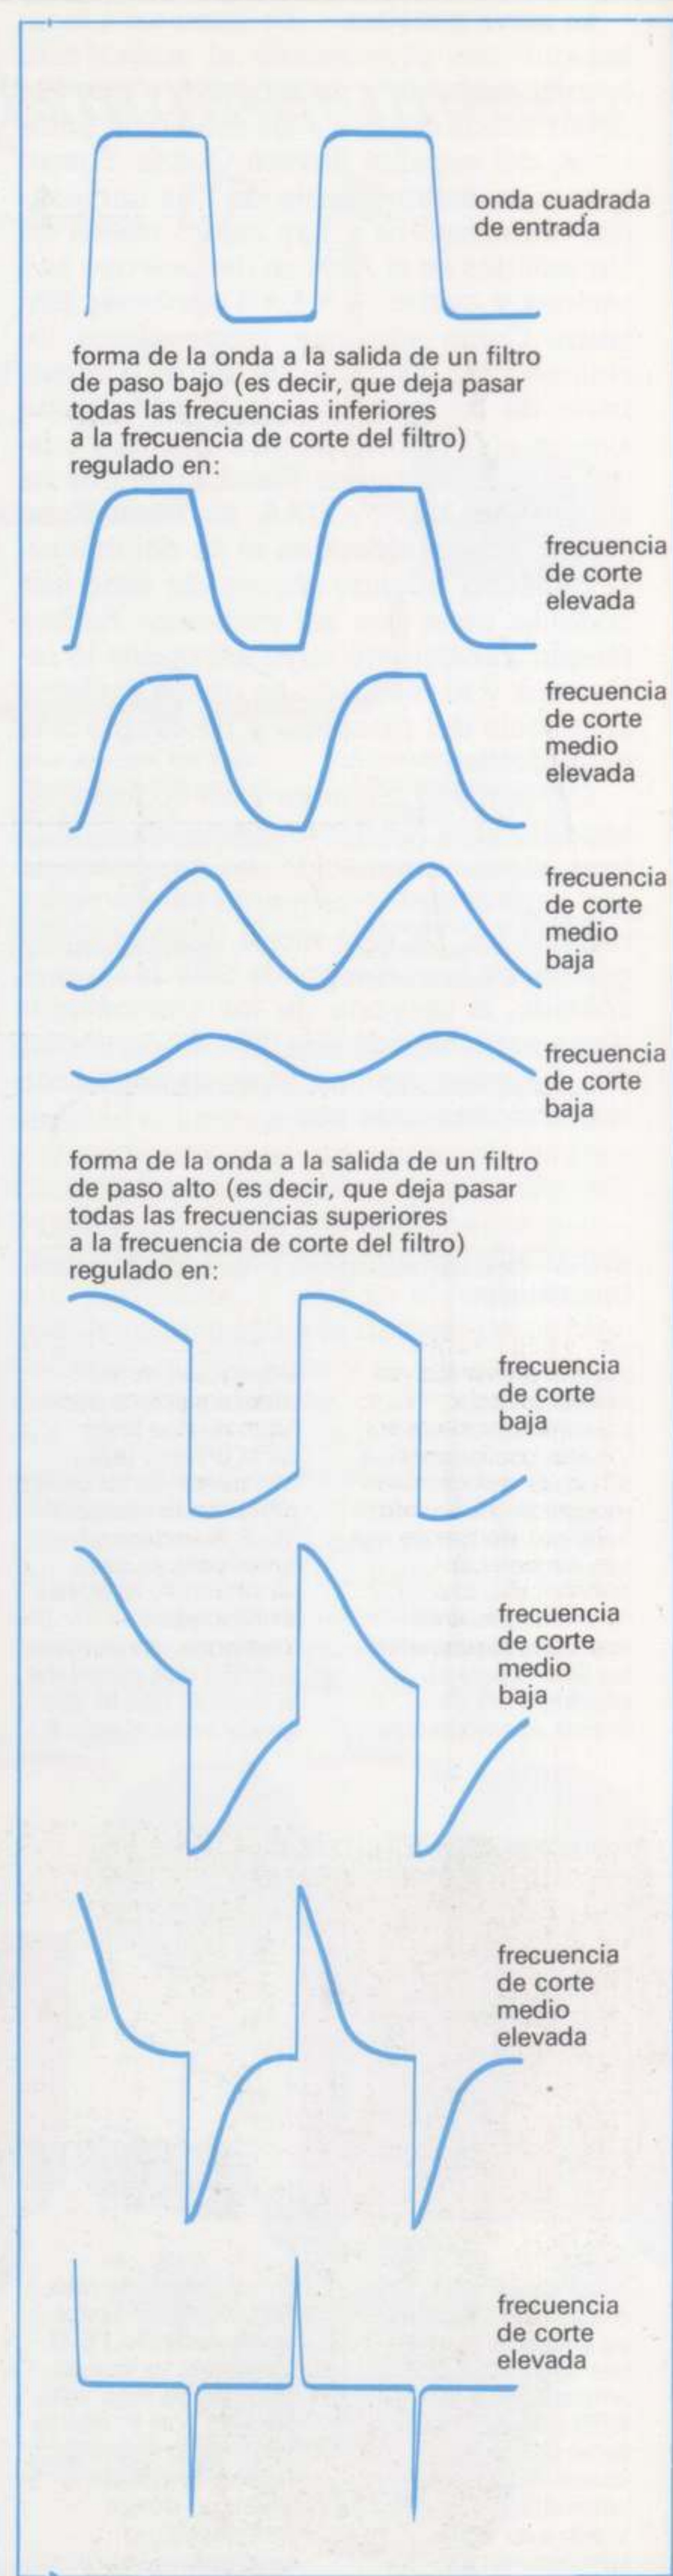 onda cuadrada
de entrada
forma de la onda a la salida de un filtro
de paso bajo (es decir, que deja pasar
todas las frecuencias inferiores
a la frecuencia de corte del filtro)
regulado en:
frecuencia
de corte
elevada
frecuencia
de corte
medio
elevada
frecuencia
de corte
medio
baja
frecuencia
de corte
baja
forma de la onda a la salida de un filtro
de paso alto (es decir, que deja pasar
todas las frecuencias superiores
a la frecuencia de corte del filtro)
regulado en:
frecuencia
de corte
baja
frecuencia
de corte
medio
baja
frecuencia
de corte
medio
elevada
frecuencia
de corte
elevada